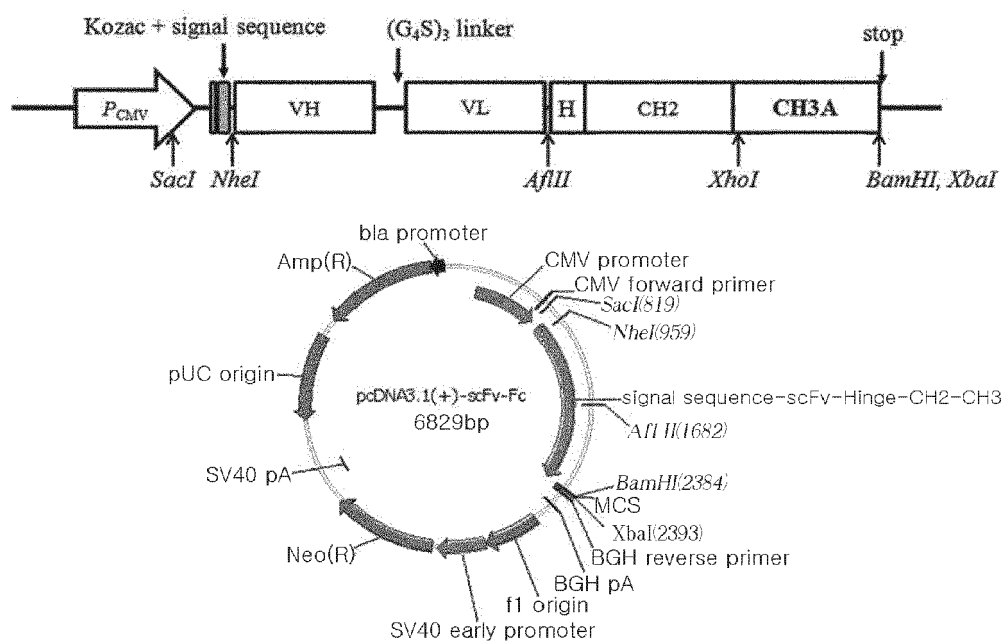 Kozac + signal sequence
(G4S)3 linker
stop
PCMV
VH
VL
H
CH2
CH3A
SacI
NheI
AflII
XhoI
BamHI, XbaI
bla promoter
Amp(R)
CMV promoter
CMV forward primer
SacI(819)
NheI(959)
pUC origin
pcDNA3.1(+)-scFv-Fc
6829bp
signal sequence-scFv-Hinge-CH2-CH3
Afl II(1682)
SV40 pA
BamHI(2384)
MCS
XbaI(2393)
Neo(R)
BGH reverse primer
BGH pA
f1 origin
SV40 early promoter